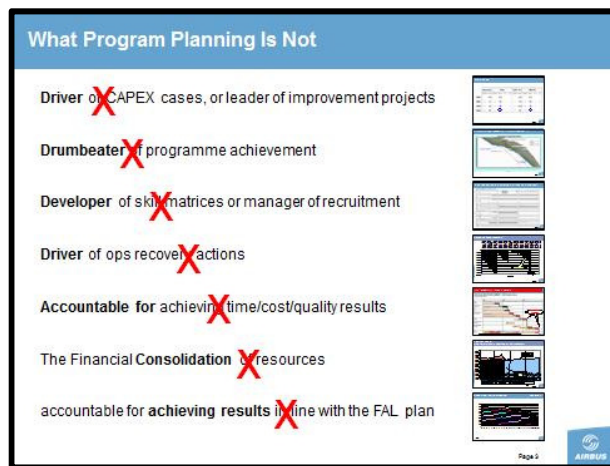 What Program Planning Is Not
Driver of CAPEX cases, or leader of improvement projects
Drumbeater of programme achievement
Developer of skill matrices or manager of recruitment
Driver of ops recovery actions
Accountable for achieving time/cost/quality results
The Financial Consolidation of resources
accountable for achieving results in line with the FAL plan
Page 9
AIRBUS